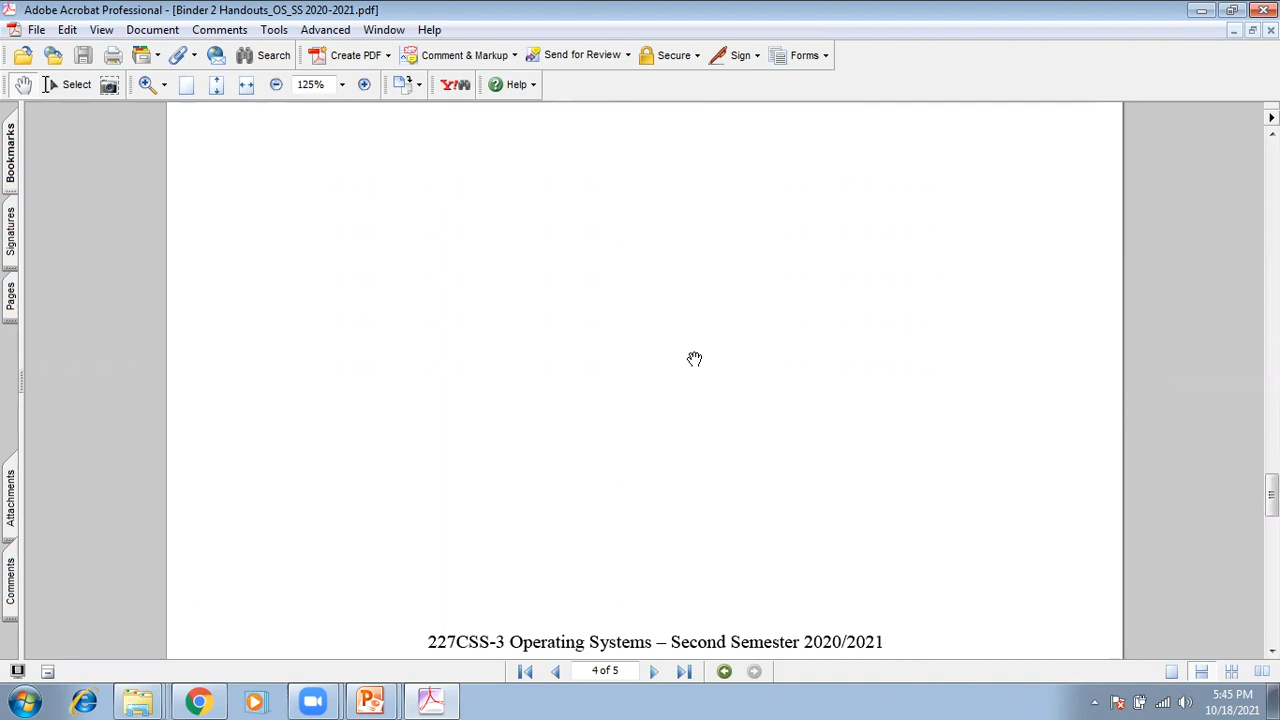 Adobe Acrobat Professional - [Binder 2 Handouts_OS_SS 2020-2021.pdf]
File Edit View Document Comments Tools Advanced Window Help
Search Create PDF Comment & Markup Send for Review Secure Sign Forms
Select 125% Y! Help
Bookmarks
Signatures
Pages
Attachments
Comments
227CSS-3 Operating Systems – Second Semester 2020/2021
4 of 5
5:45 PM
10/18/2021